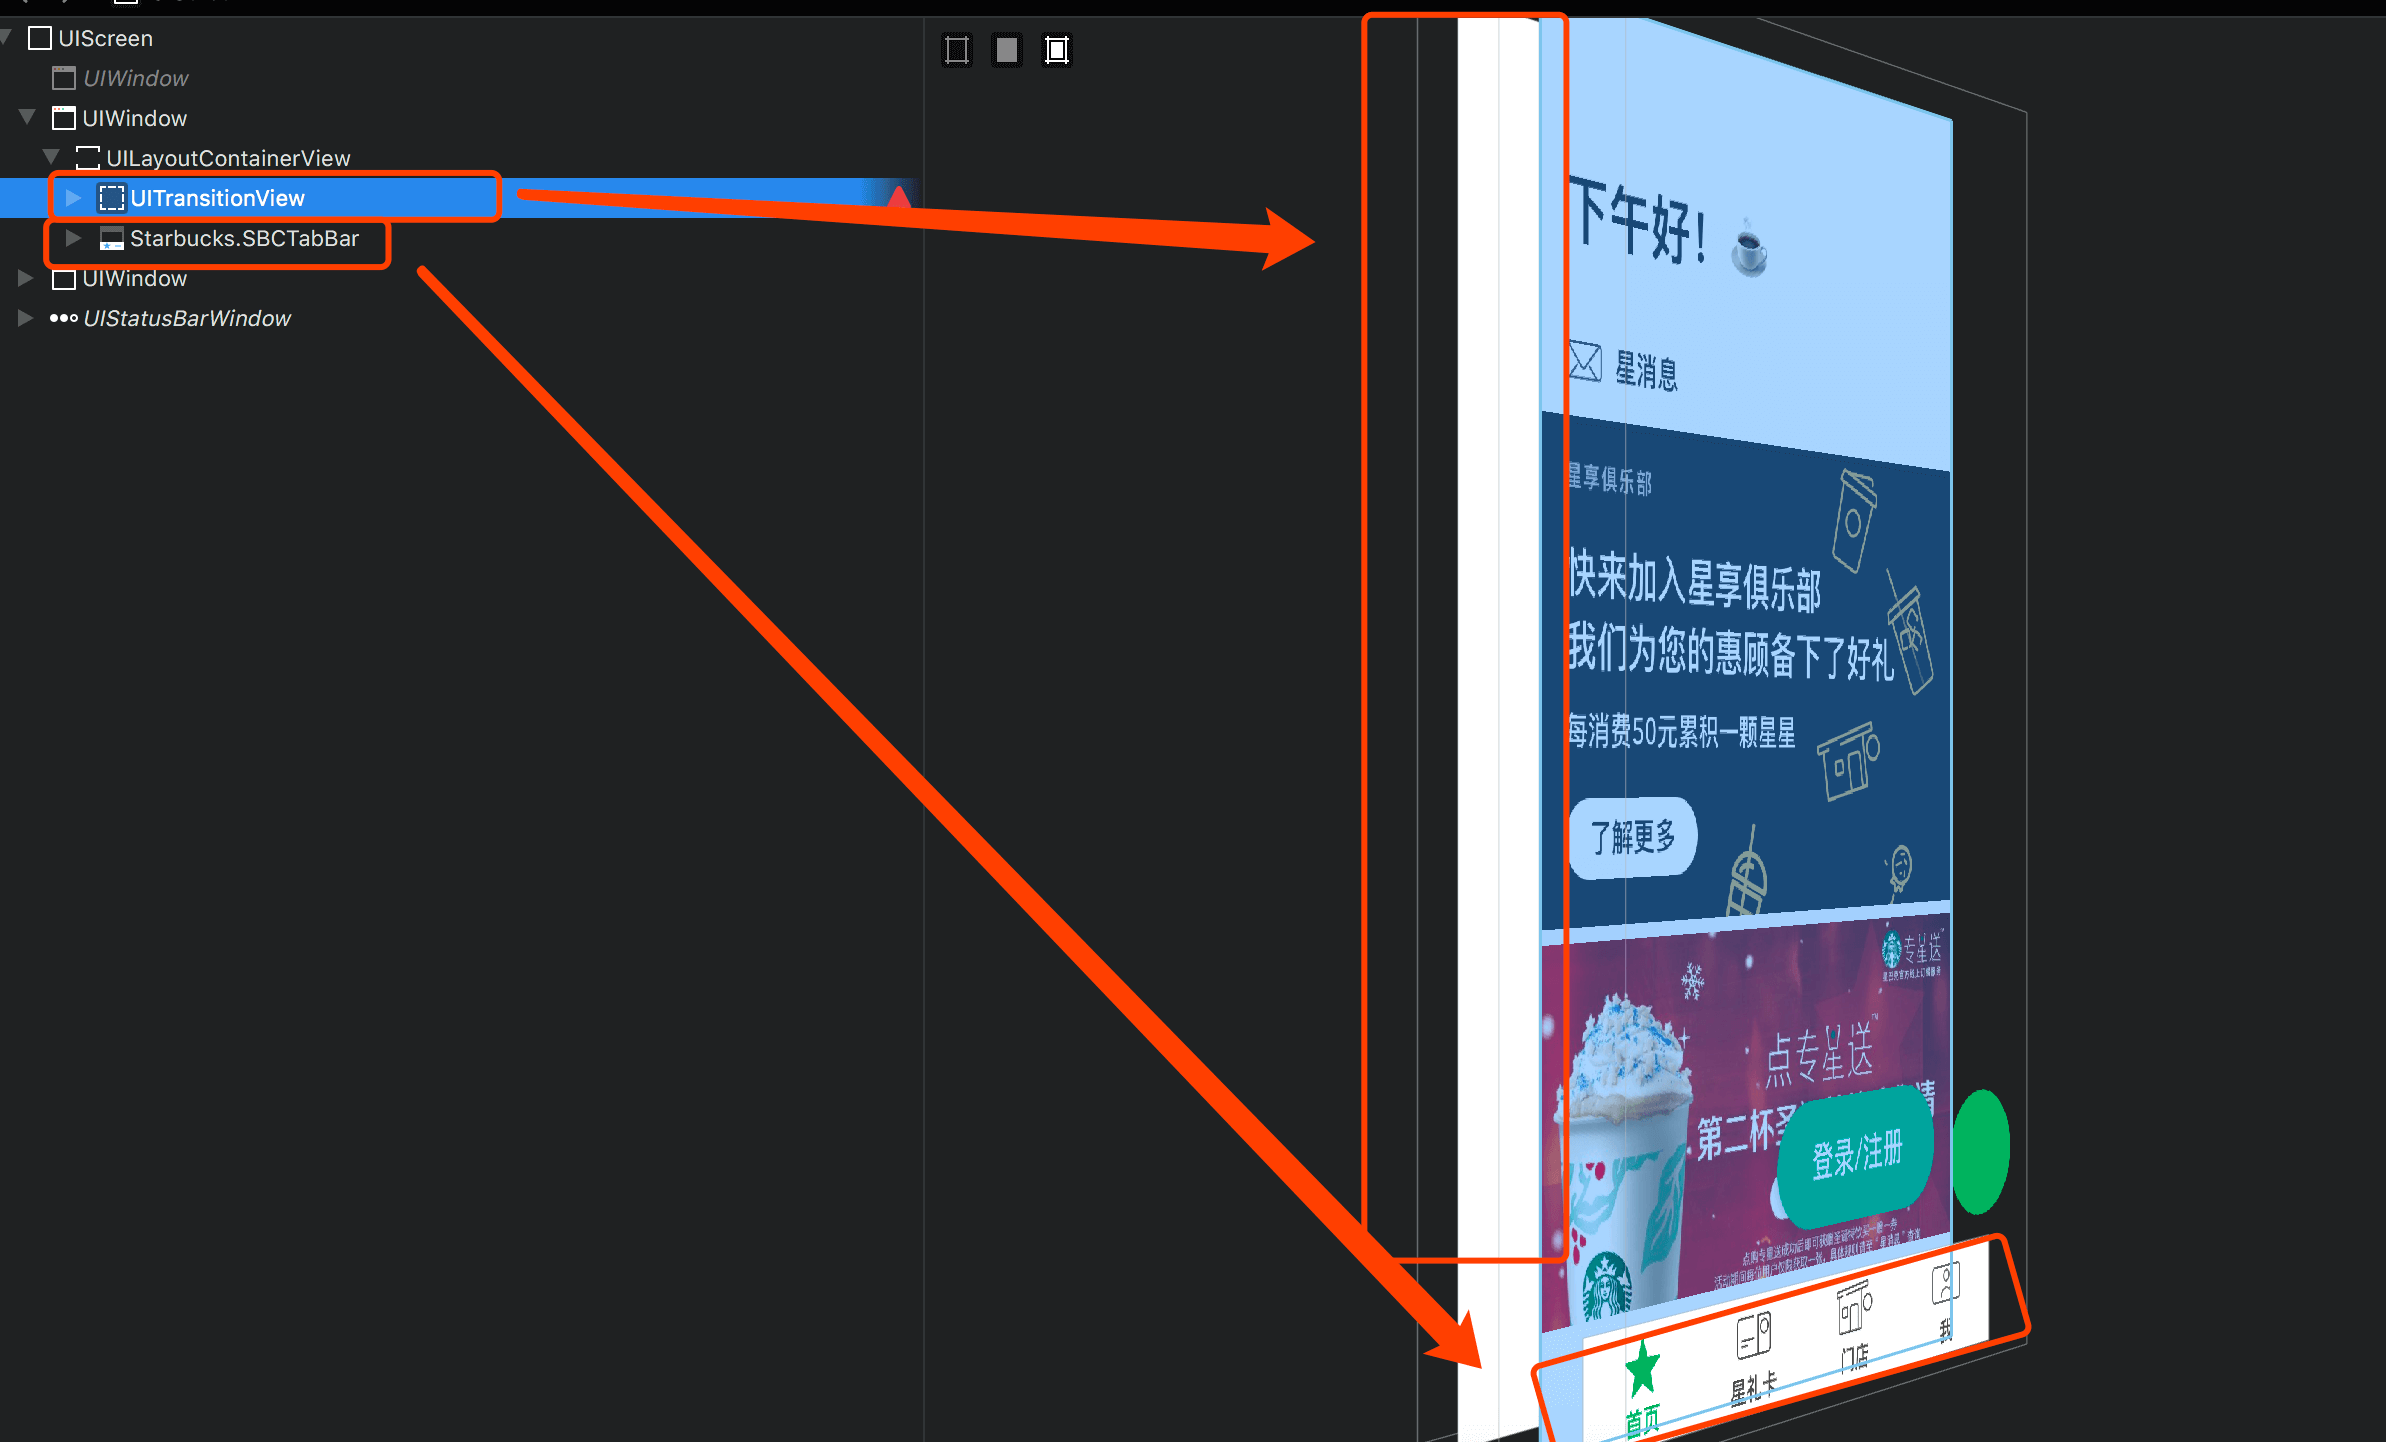 UIScreen
UIWindow
UIWindow
UILayoutContainerView
UITransitionView
Starbucks.SBCTabBar
UIWindow
UIStatusBarWindow
下午好！
星消息
星享俱乐部
快来加入星享俱乐部
我们为您的惠顾备下了好礼
每消费50元累积一颗星星
了解更多
专星送
点专星送™
第二杯圣
请
登录/注册
首页
星礼卡
门店
我